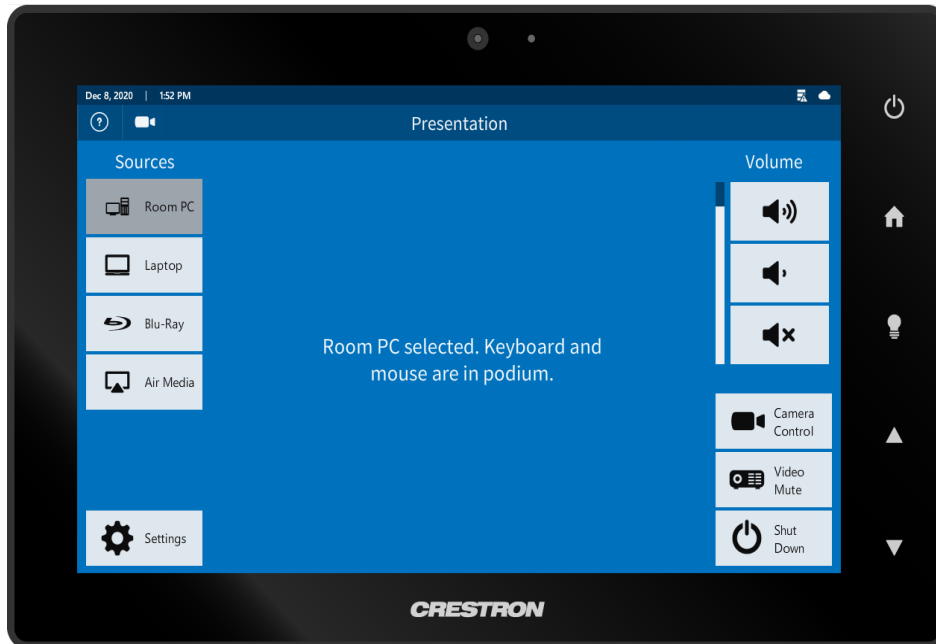 Dec 8, 2020 | 1:52 PM
?
Presentation
Sources
Room PC
Laptop
Blu-Ray
Air Media
Settings
Room PC selected. Keyboard and
mouse are in podium.
Volume
Camera
Control
Video
Mute
Shut
Down
CRESTRON